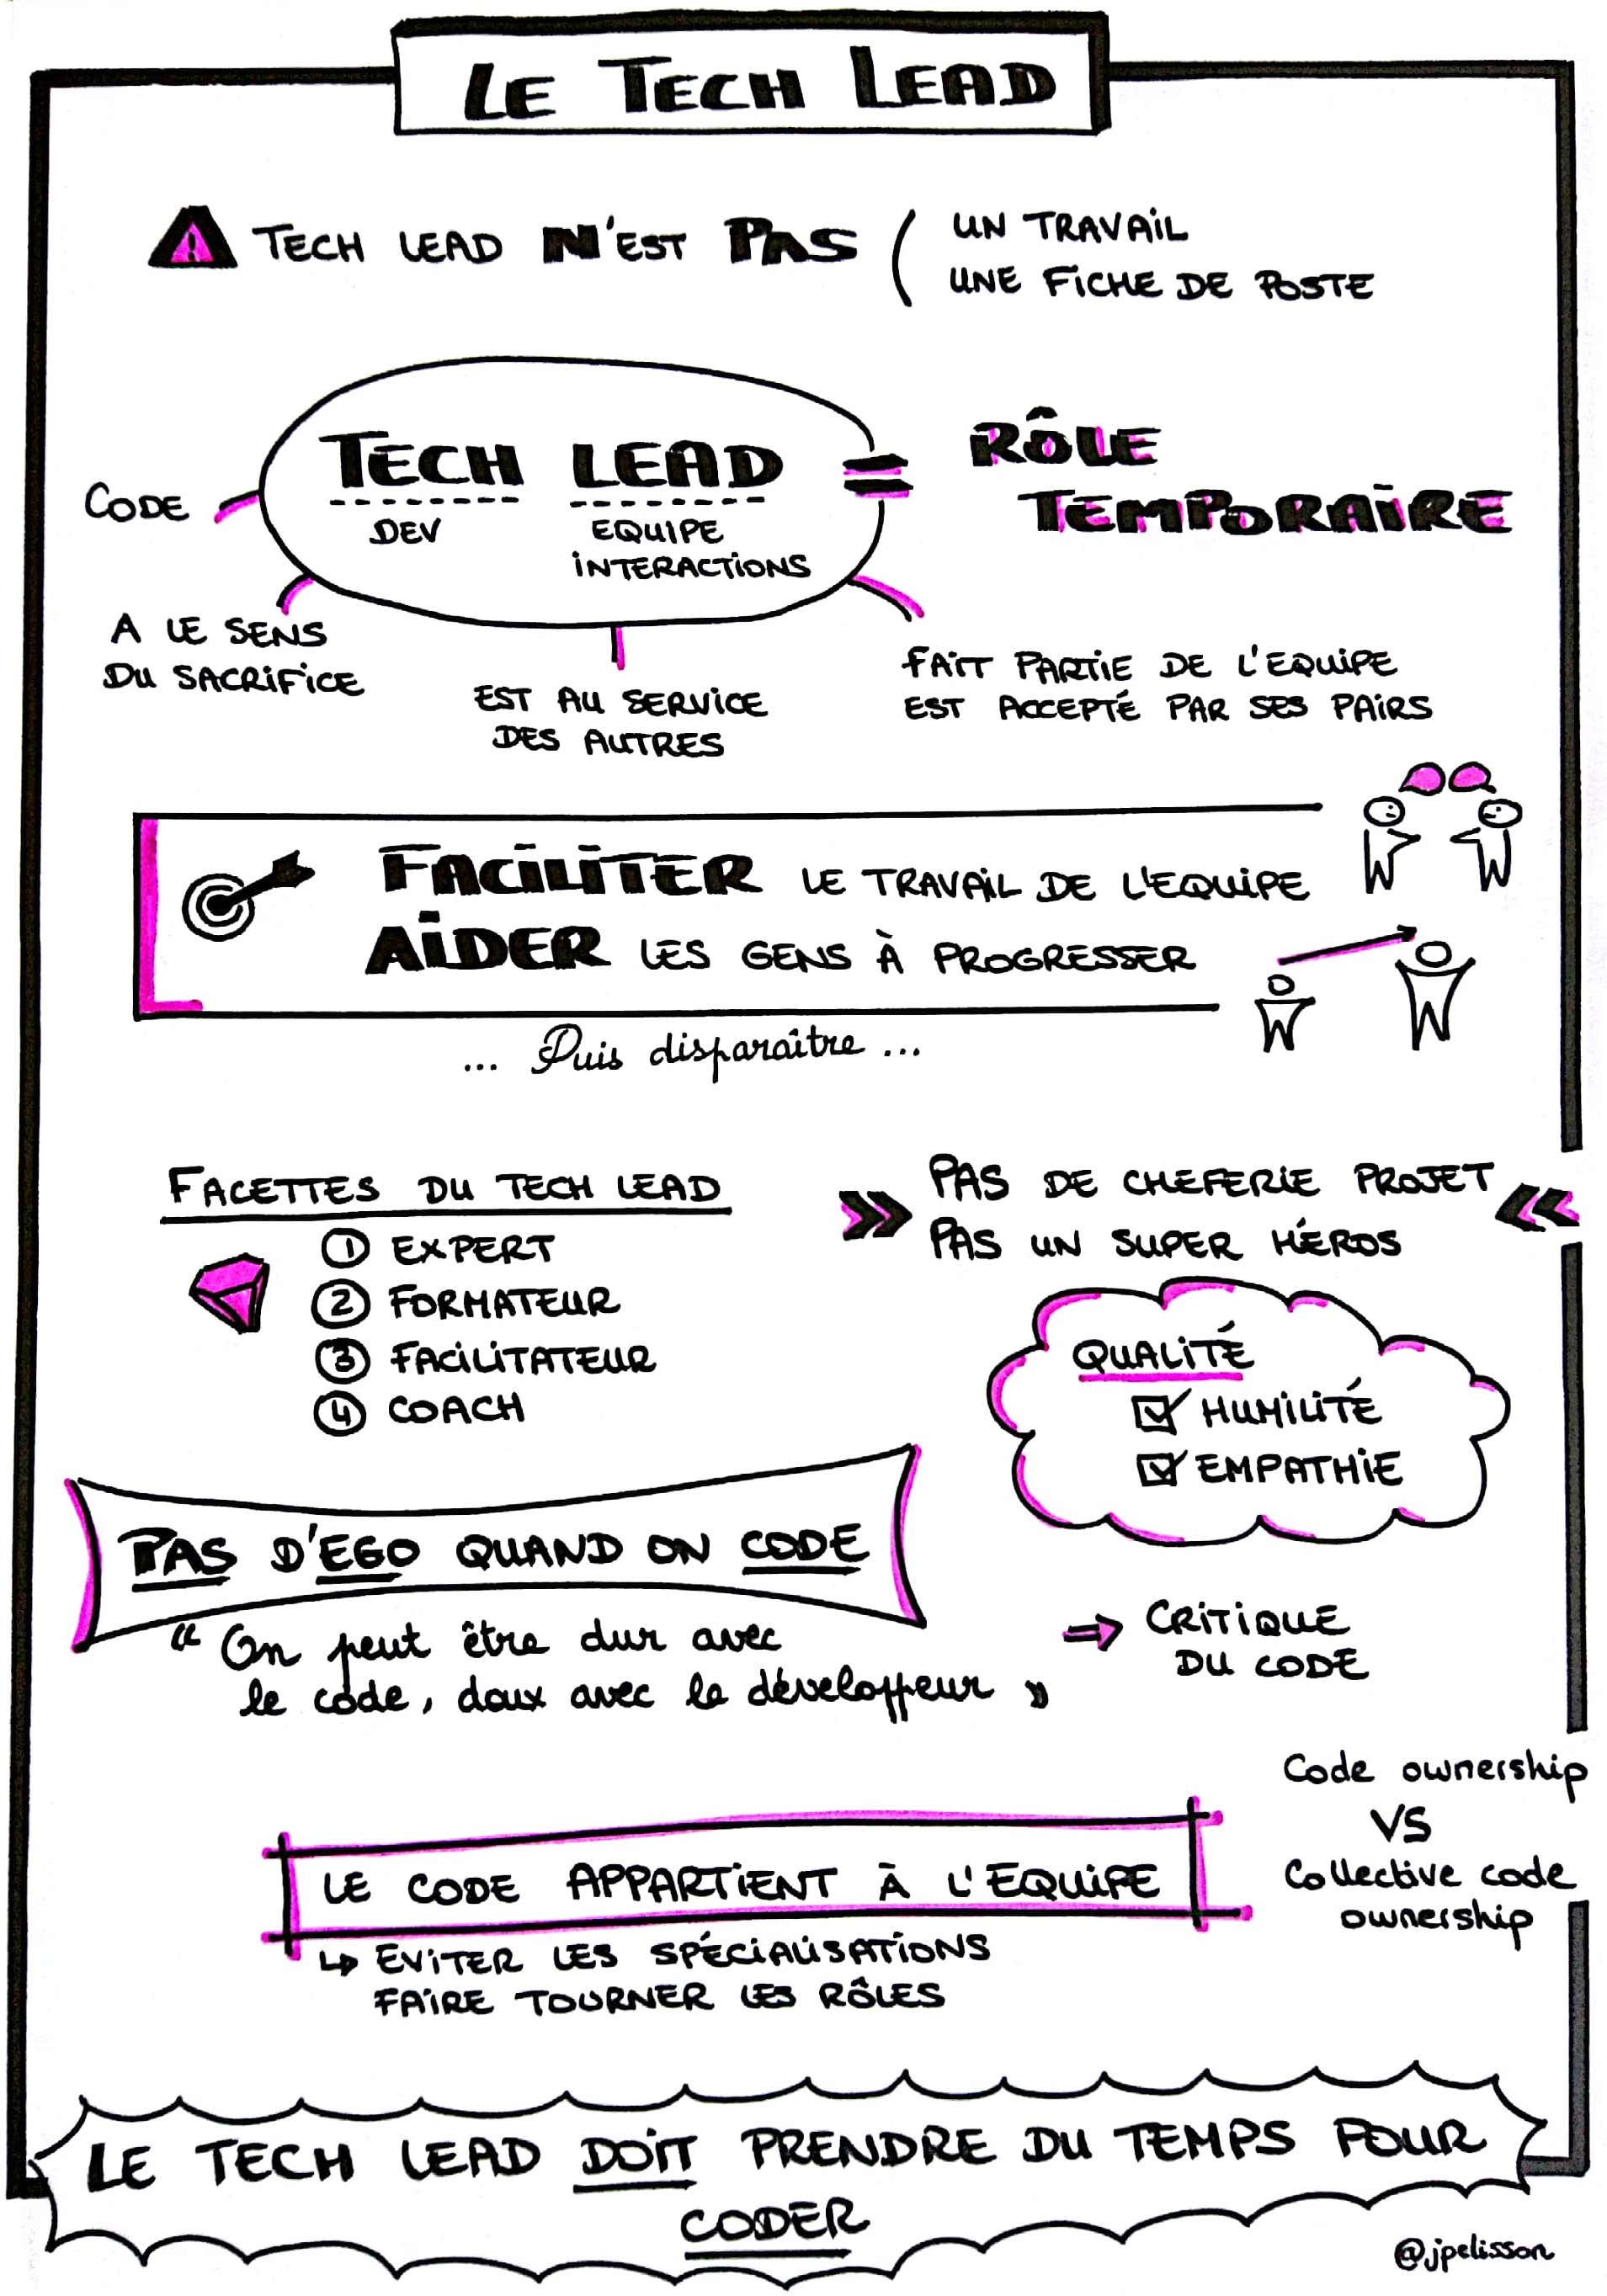 LE TECH LEAD
! TECH LEAD N'EST PAS
UN TRAVAIL
UNE FICHE DE POSTE
TECH LEAD = RÔLE
TEMPORAIRE
DEV
EQUIPE
INTERACTIONS
CODE
A LE SENS
DU SACRIFICE
EST AU SERVICE
DES AUTRES
FAIT PARTIE DE L'EQUIPE
EST ACCEPTÉ PAR SES PAIRS
FACILITER LE TRAVAIL DE L'EQUIPE
AIDER LES GENS À PROGRESSER
... Puis disparaître ...
FACETTES DU TECH LEAD
1 EXPERT
2 FORMATEUR
3 FACILITATEUR
4 COACH
PAS DE CHEFERIE PROJET
PAS UN SUPER HÉROS
QUALITÉ
HUMILITÉ
EMPATHIE
PAS D'EGO QUAND ON CODE
“ On peut être dur avec
le code, doux avec le développeur »
⇒ CRITIQUE
DU CODE
Code ownership
VS
Collective code
ownership
LE CODE APPARTIENT À L'EQUIPE
↳ EVITER LES SPÉCIALISATIONS
FAIRE TOURNER LES RÔLES
LE TECH LEAD DOIT PRENDRE DU TEMPS POUR
CODER
@jpelisson